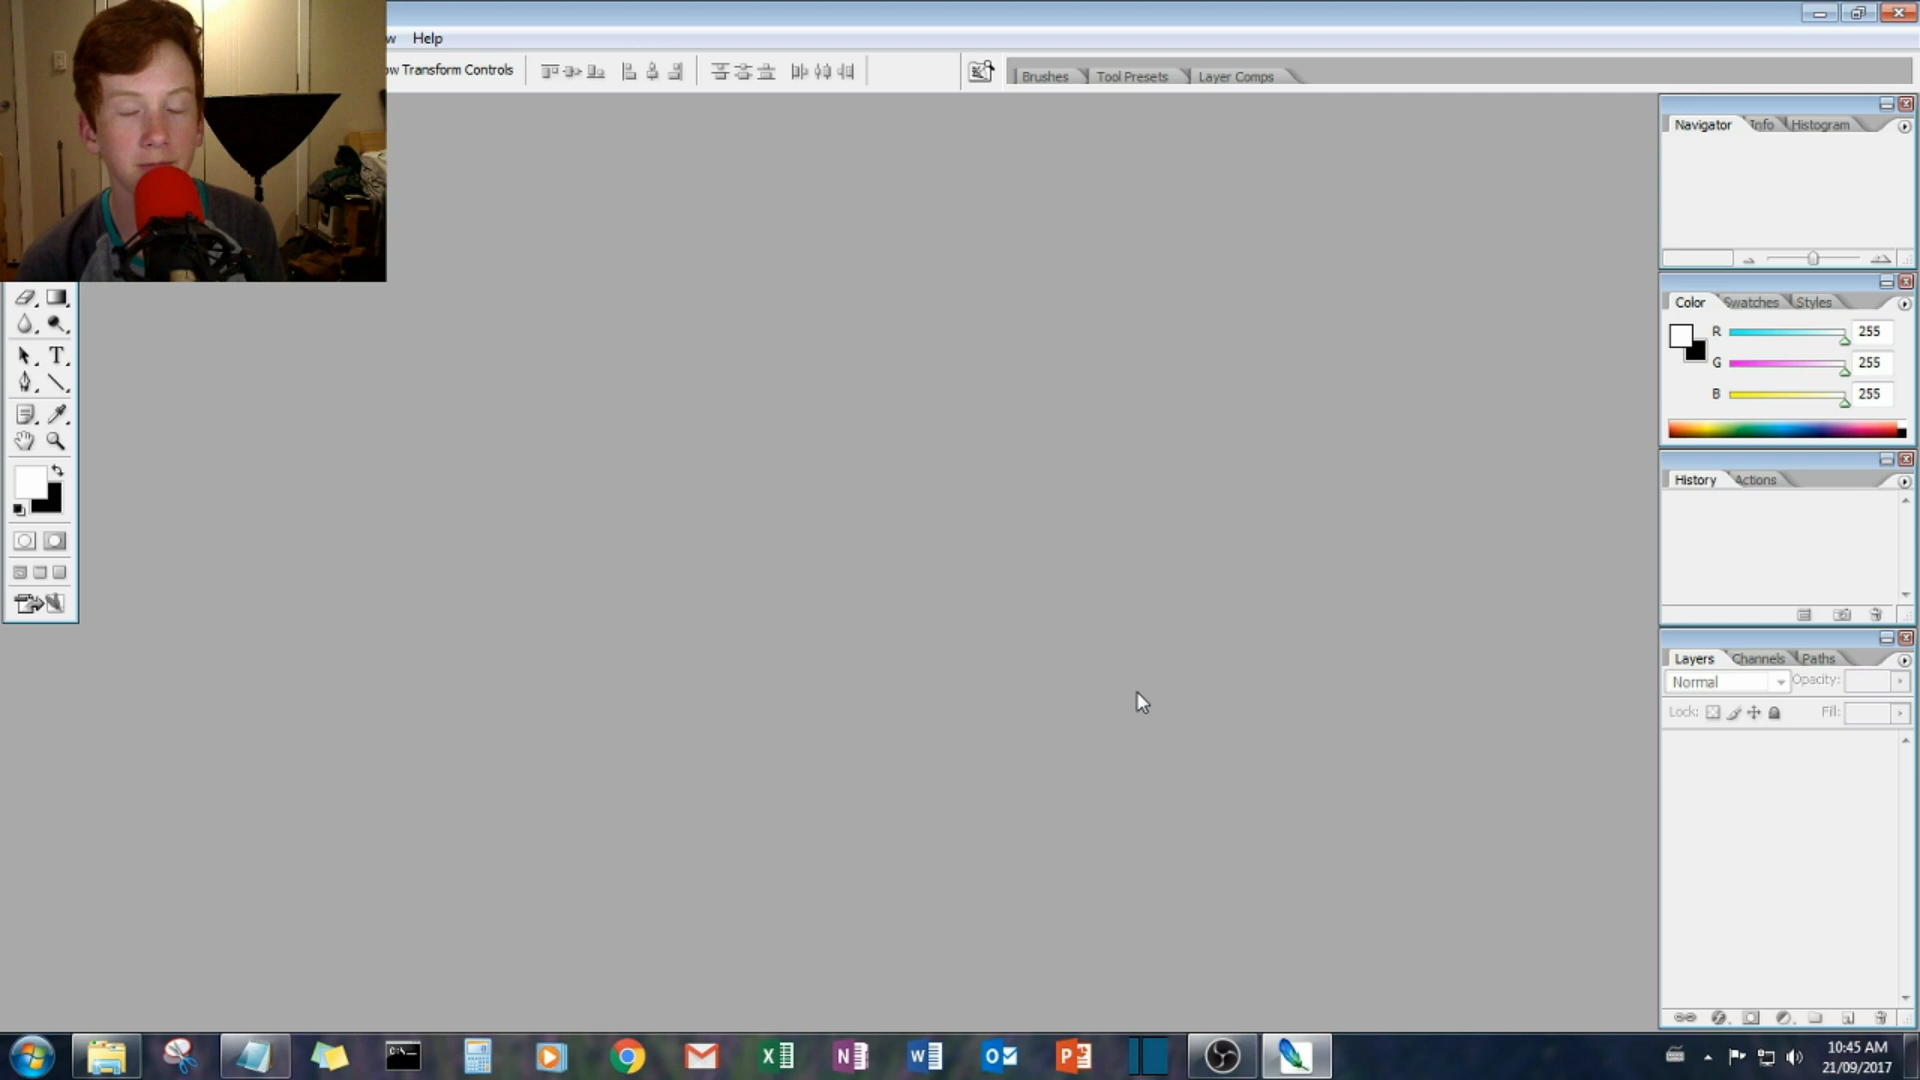 w Help
ow Transform Controls
Brushes Tool Presets Layer Comps
Navigator Info Histogram
Color Swatches Styles
R 255
G 255
B 255
T
History Actions
Layers Channels Paths
Normal Opacity:
Lock: Fill:
C:\_
10:45 AM
21/09/2017